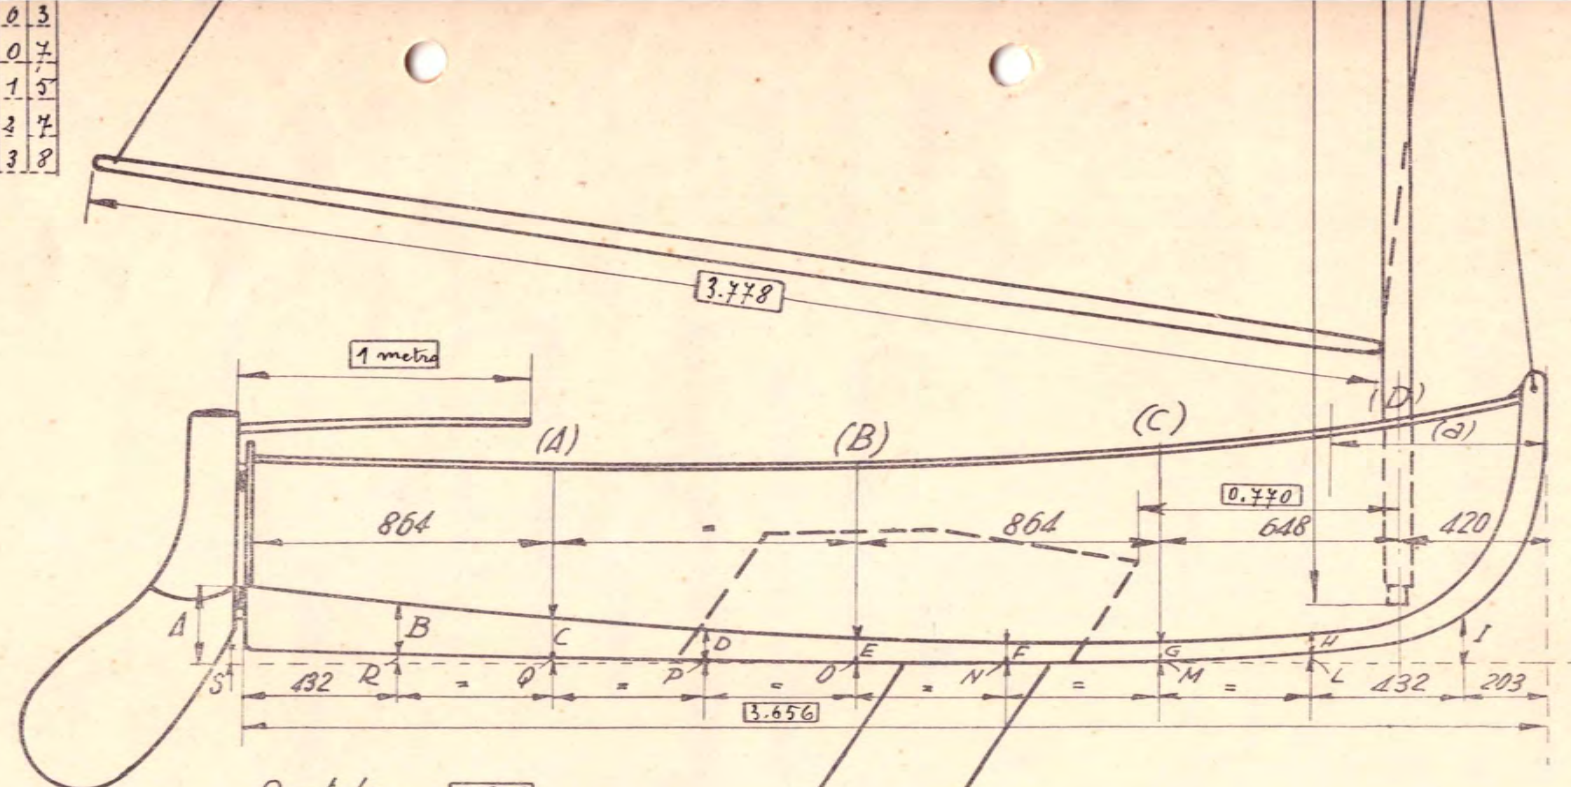 0 3
0 7
1 5
2 7
3 8
3.778
1 metro
(A) (B) (C) (D)
(a)
0.770
864 = 864 648 420
A B C D E F G H I
S R Q P O N M L
432 = = = = = = 432 203
3.656